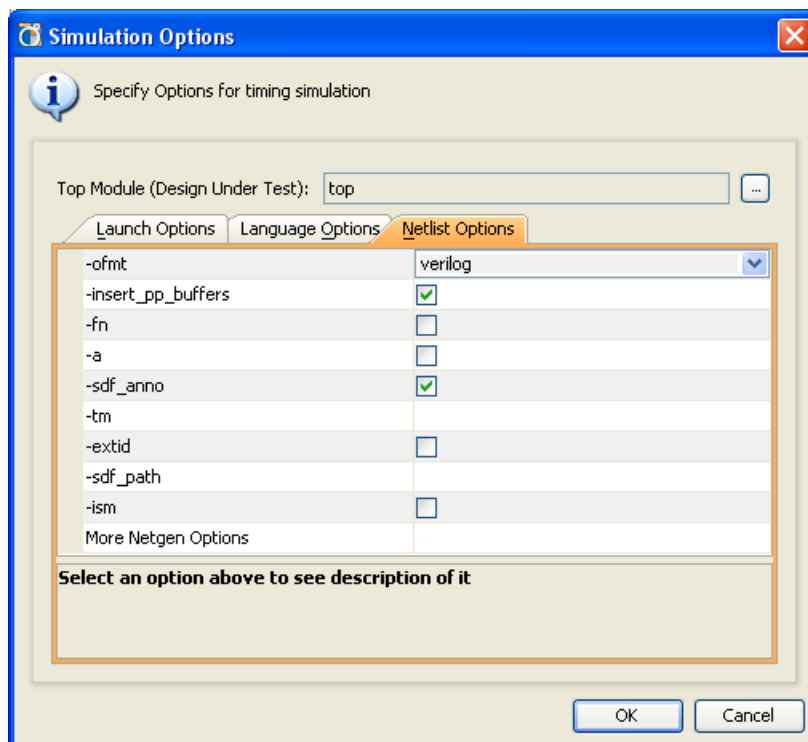 Simulation Options
Specify Options for timing simulation
Top Module (Design Under Test): top ...
Launch Options Language Options Netlist Options
-ofmt verilog
-insert_pp_buffers
-fn
-a
-sdf_anno
-tm
-extid
-sdf_path
-ism
More Netgen Options
Select an option above to see description of it
OK Cancel